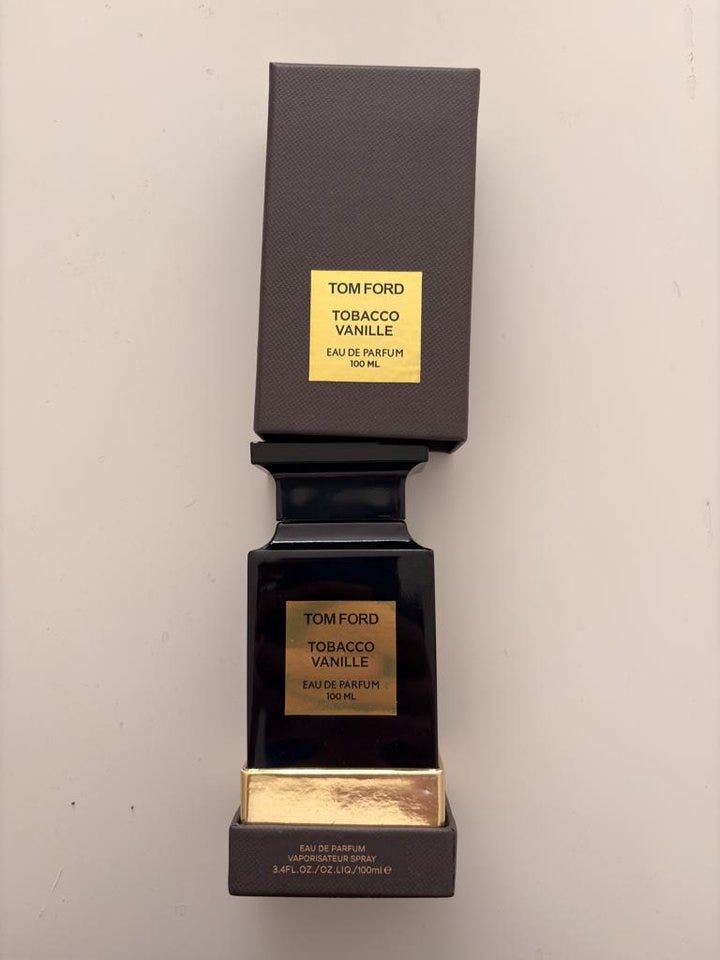 TOM FORD
TOBACCO
VANILLE
EAU DE PARFUM
100 ML
TOM FORD
TOBACCO
VANILLE
EAU DE PARFUM
100 ML
EAU DE PARFUM
VAPORISATEUR SPRAY
3.4FL.OZ./OZ.LIQ./100ml ℮